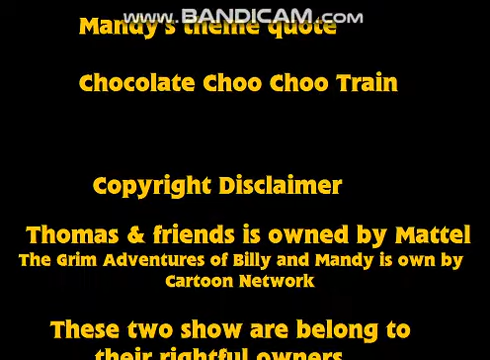 www.BANDICAM.com
Mandy's theme quote
Chocolate Choo Choo Train
Copyright Disclaimer
Thomas & friends is owned by Mattel
The Grim Adventures of Billy and Mandy is own by
Cartoon Network
These two show are belong to
their rightful owners